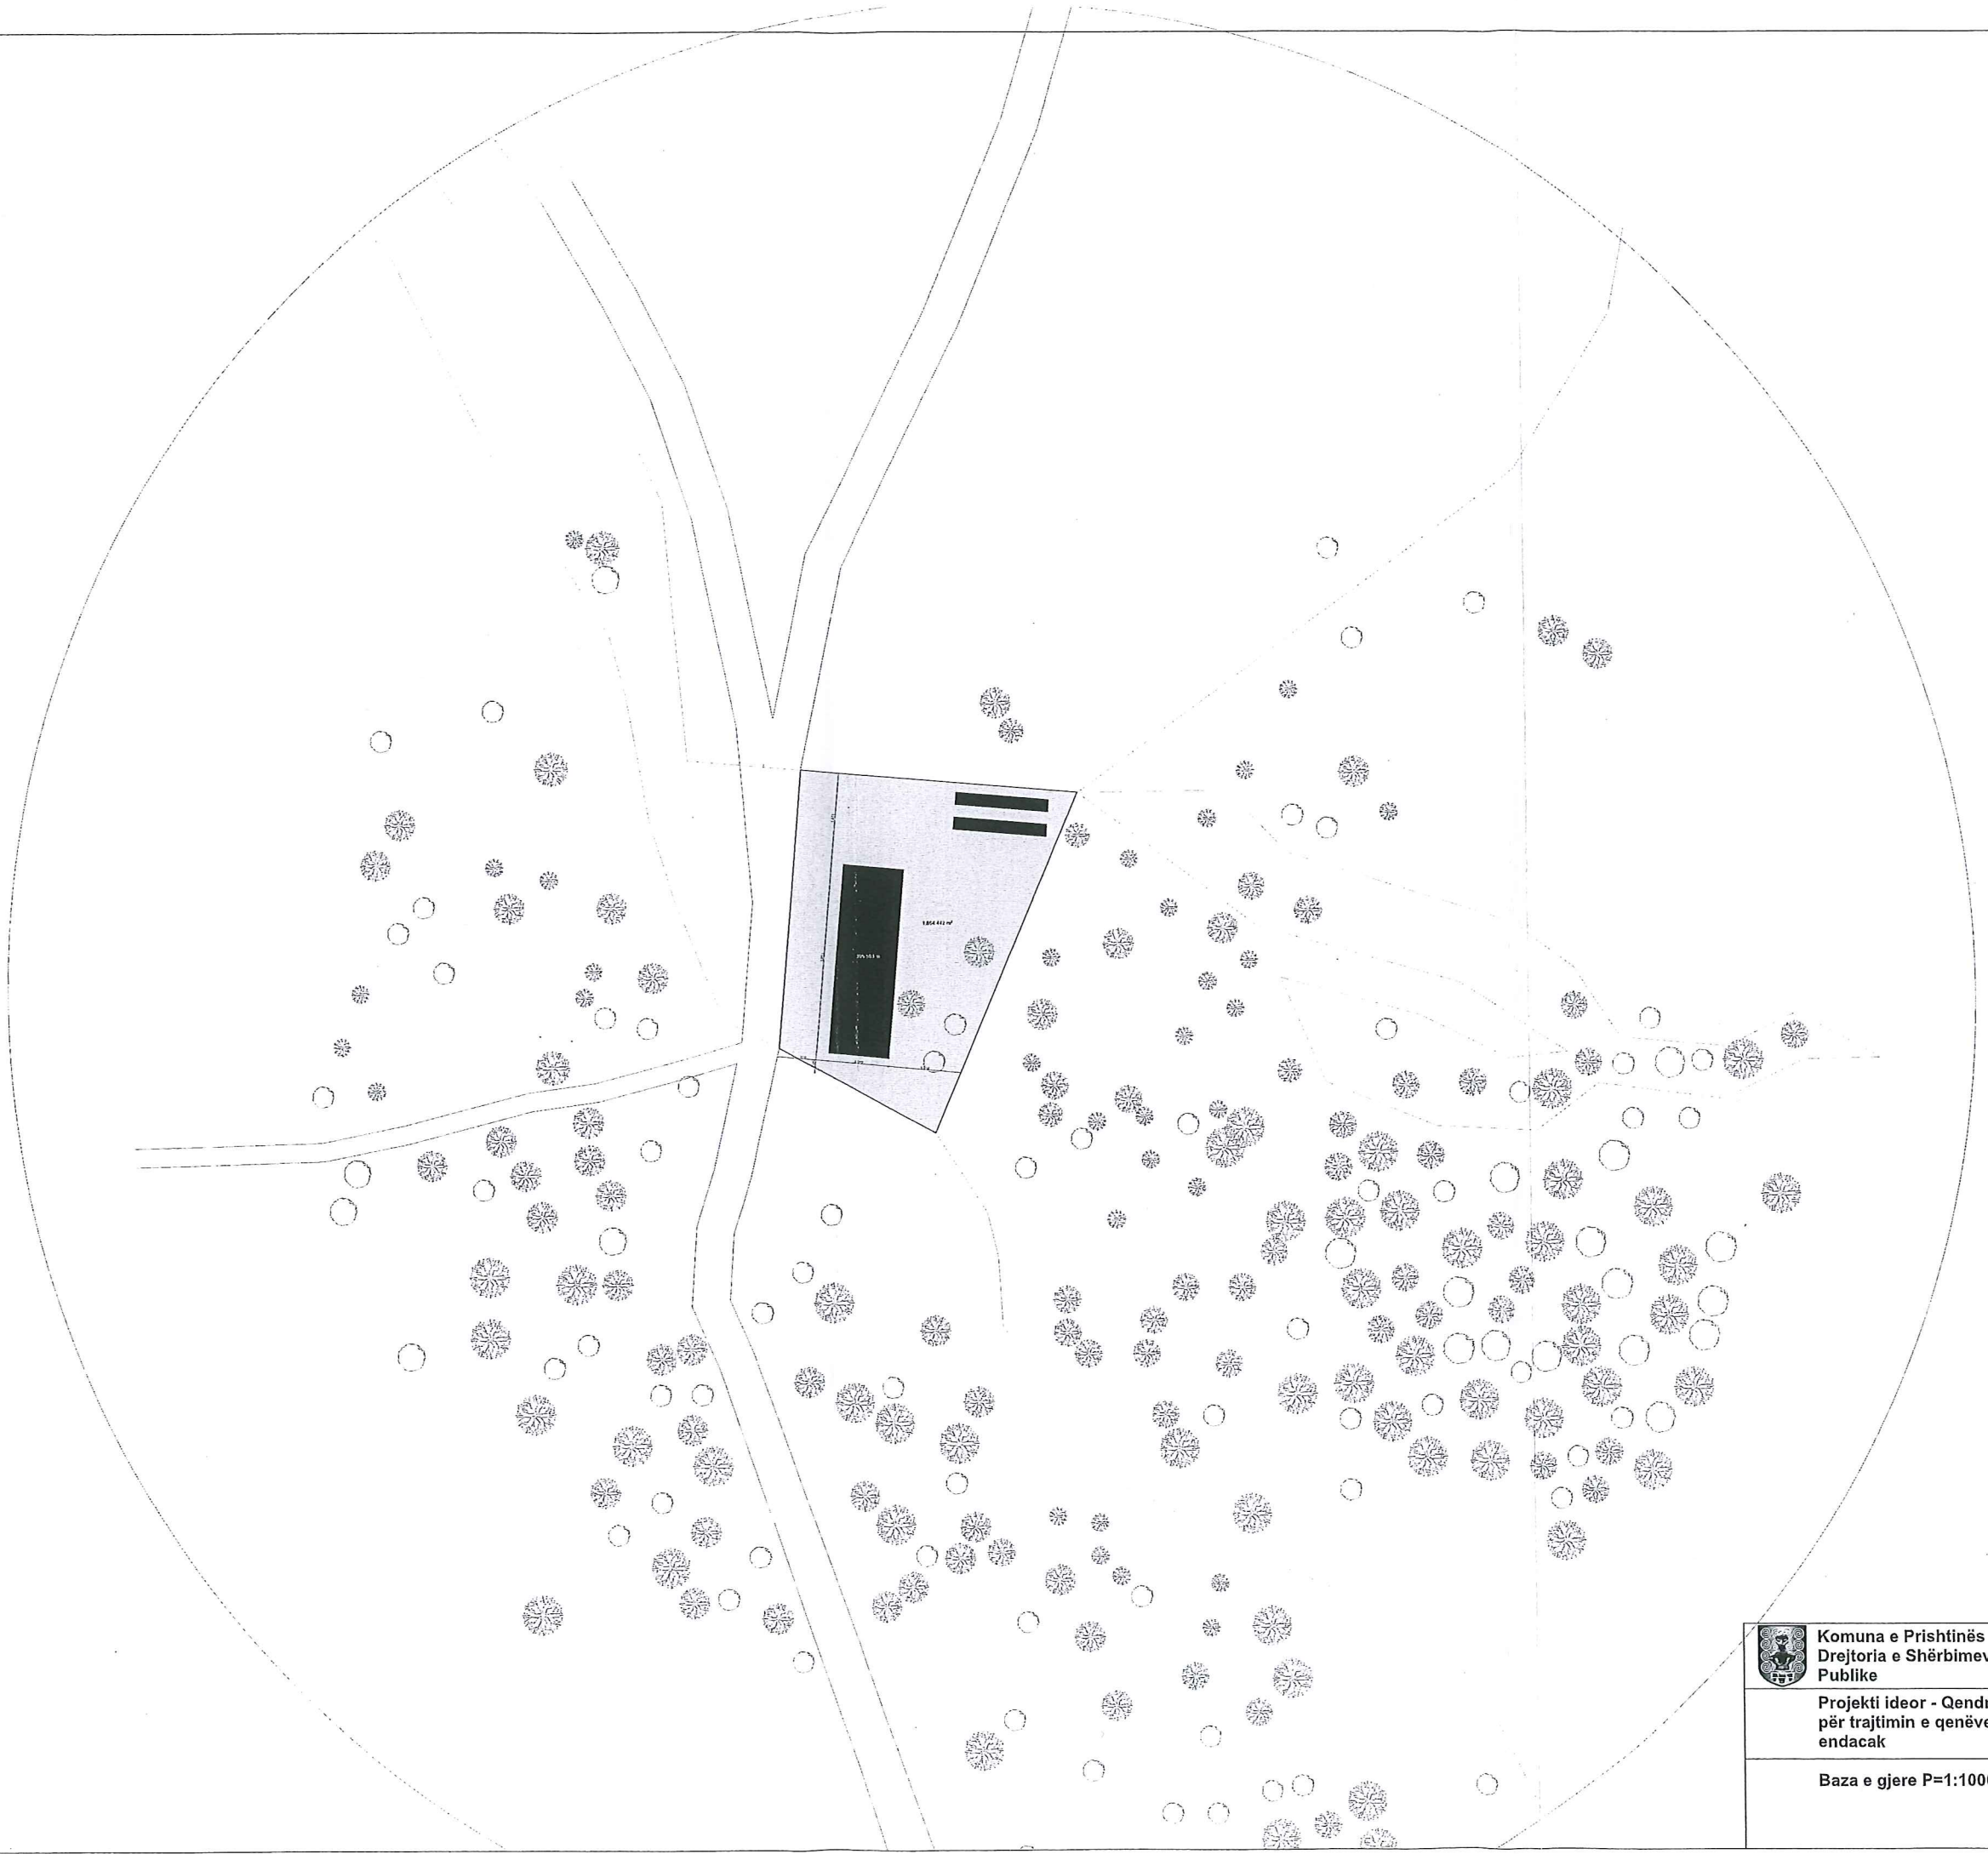 Komuna e Prishtinës
Drejtoria e Shërbimev
Publike
Projekti ideor - Qendr
për trajtimin e qenëve
endacak
Baza e gjere P=1:100